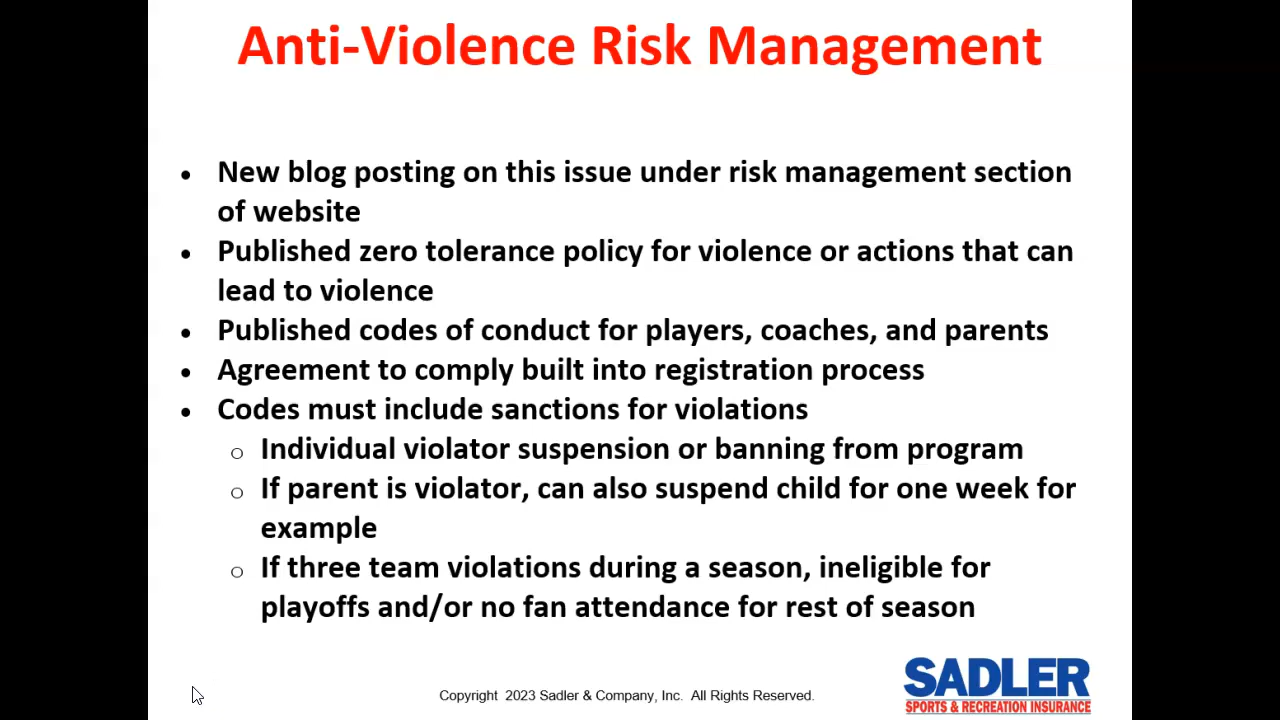 Anti-Violence Risk Management
• New blog posting on this issue under risk management section
of website
• Published zero tolerance policy for violence or actions that can
lead to violence
• Published codes of conduct for players, coaches, and parents
• Agreement to comply built into registration process
• Codes must include sanctions for violations
o Individual violator suspension or banning from program
o If parent is violator, can also suspend child for one week for
example
o If three team violations during a season, ineligible for
playoffs and/or no fan attendance for rest of season
Copyright 2023 Sadler & Company, Inc. All Rights Reserved.
SADLER
SPORTS & RECREATION INSURANCE